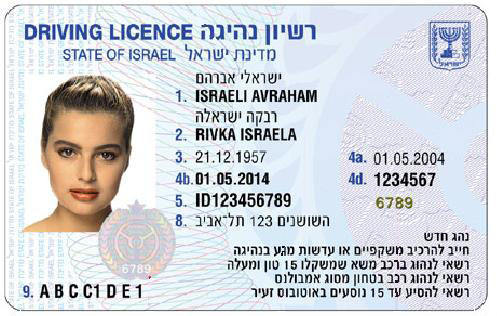 DRIVING LICENCE רשיון נהיגה
STATE OF ISRAEL מדינת ישראל
ישראלי אברהם
1. ISRAELI AVRAHAM
רבקה ישראלה
2. RIVKA ISRAELA
3. 21.12.1957 4a. 01.05.2004
4b. 01.05.2014 4d. 1234567
5. ID123456789 6789
8. השושנים 123 תל־אביב
נהג חדש
חייב להרכיב משקפיים או עדשות מגע בנהיגה
רשאי לנהוג ברכב משא שמשקלו 15 טון ומעלה
רשאי לנהוג רכב בטחון מסוג אמבולנס
רשאי להסיע עד 15 נוסעים באוטובוס זעיר
6789
9. A B C C1 D E 1